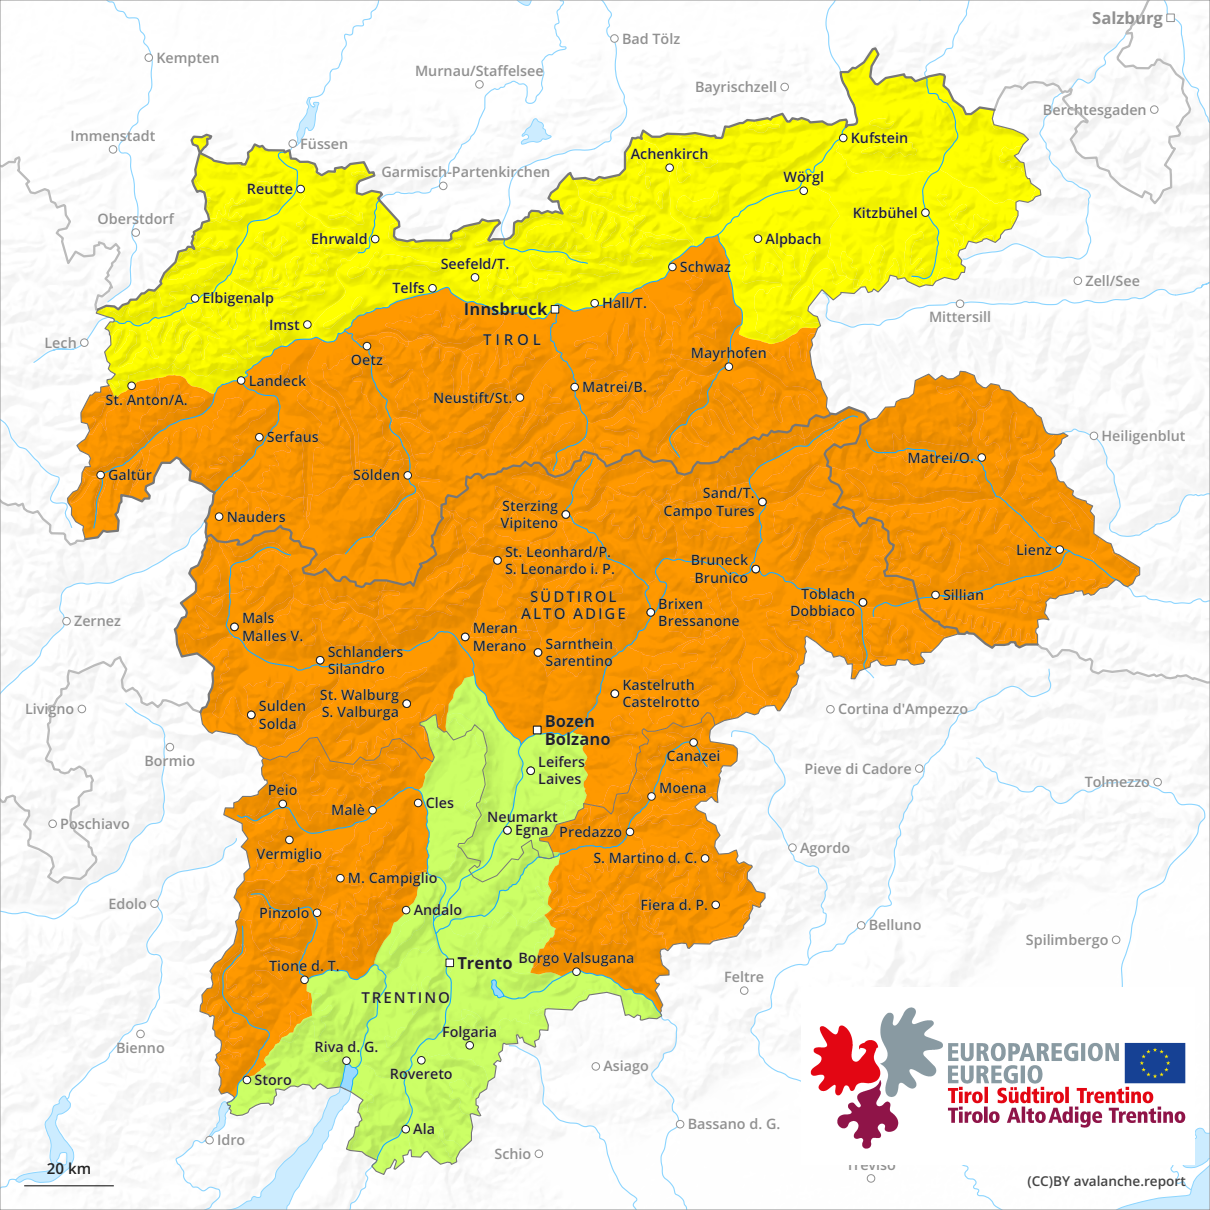 Salzburg
Bad Tölz
Kempten
Murnau/Staffelsee
Bayrischzell
Berchtesgaden
Immenstadt
Füssen
Kufstein
Achenkirch
Garmisch-Partenkirchen
Wörgl
Reutte
Oberstdorf
Kitzbühel
Ehrwald
Alpbach
Seefeld/T.
Schwaz
Zell/See
Telfs
Elbigenalp
Hall/T.
Innsbruck
Mittersill
Imst
TIROL
Lech
Oetz
Mayrhofen
Landeck
Matrei/B.
St. Anton/A.
Neustift/St.
Serfaus
Heiligenblut
Matrei/O.
Galtür
Sölden
Sand/T.
Campo Tures
Sterzing
Vipiteno
Nauders
St. Leonhard/P.
S. Leonardo i. P.
Lienz
Bruneck
Brunico
SÜDTIROL
ALTO ADIGE
Toblach
Dobbiaco
Sillian
Brixen
Bressanone
Zernez
Mals
Malles V.
Meran
Merano
Sarnthein
Sarentino
Schlanders
Silandro
Kastelruth
Castelrotto
St. Walburg
S. Valburga
Livigno
Sulden
Solda
Cortina d'Ampezzo
Bozen
Bolzano
Bormio
Canazei
Leifers
Laives
Pieve di Cadore
Tolmezzo
Peio
Moena
Malè
Cles
Neumarkt
Egna
Poschiavo
Predazzo
Vermiglio
Agordo
S. Martino d. C.
M. Campiglio
Edolo
Fiera d. P.
Pinzolo
Andalo
Belluno
Spilimbergo
Borgo Valsugana
Trento
Tione d. T.
Feltre
TRENTINO
Folgaria
Bienno
Riva d. G.
Asiago
Rovereto
Storo
EUROPAREGION
EUREGIO
Tirol Südtirol Trentino
Tirolo Alto Adige Trentino
Ala
Bassano d. G.
Idro
Schio
Treviso
20 km
(CC)BY avalanche.report